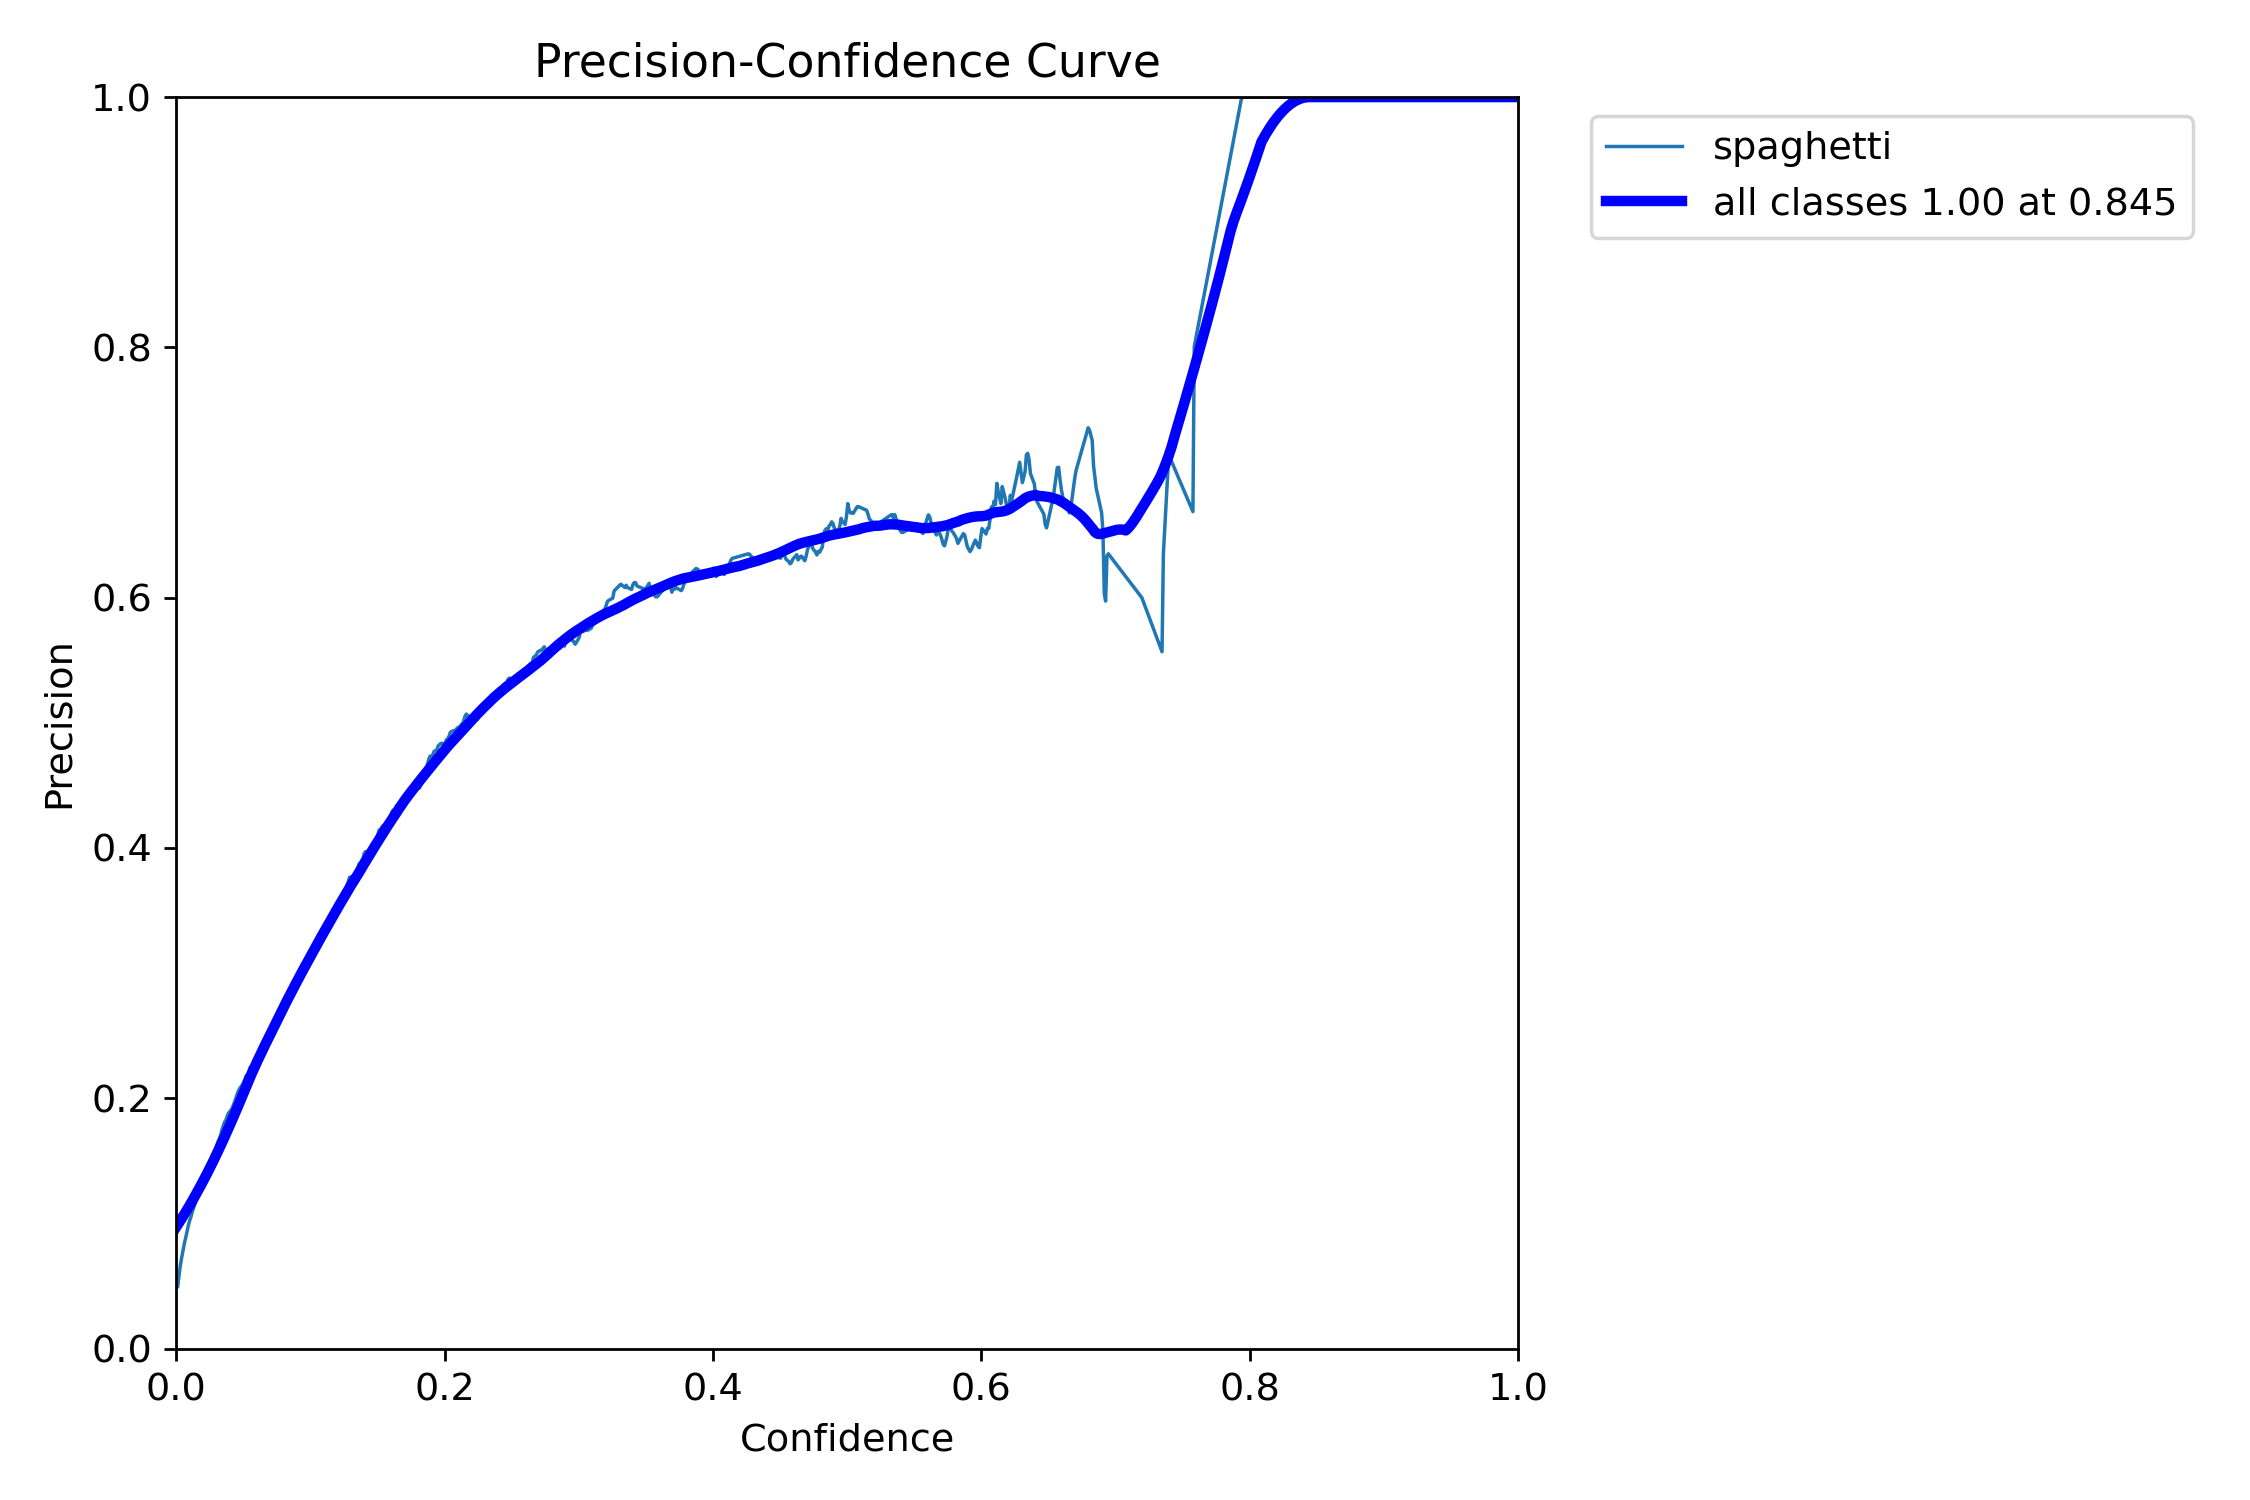 Precision-Confidence Curve
1.0
0.8
0.6
0.4
0.2
0.0
Precision
0.0 0.2 0.4 0.6 0.8 1.0
Confidence
spaghetti
all classes 1.00 at 0.845